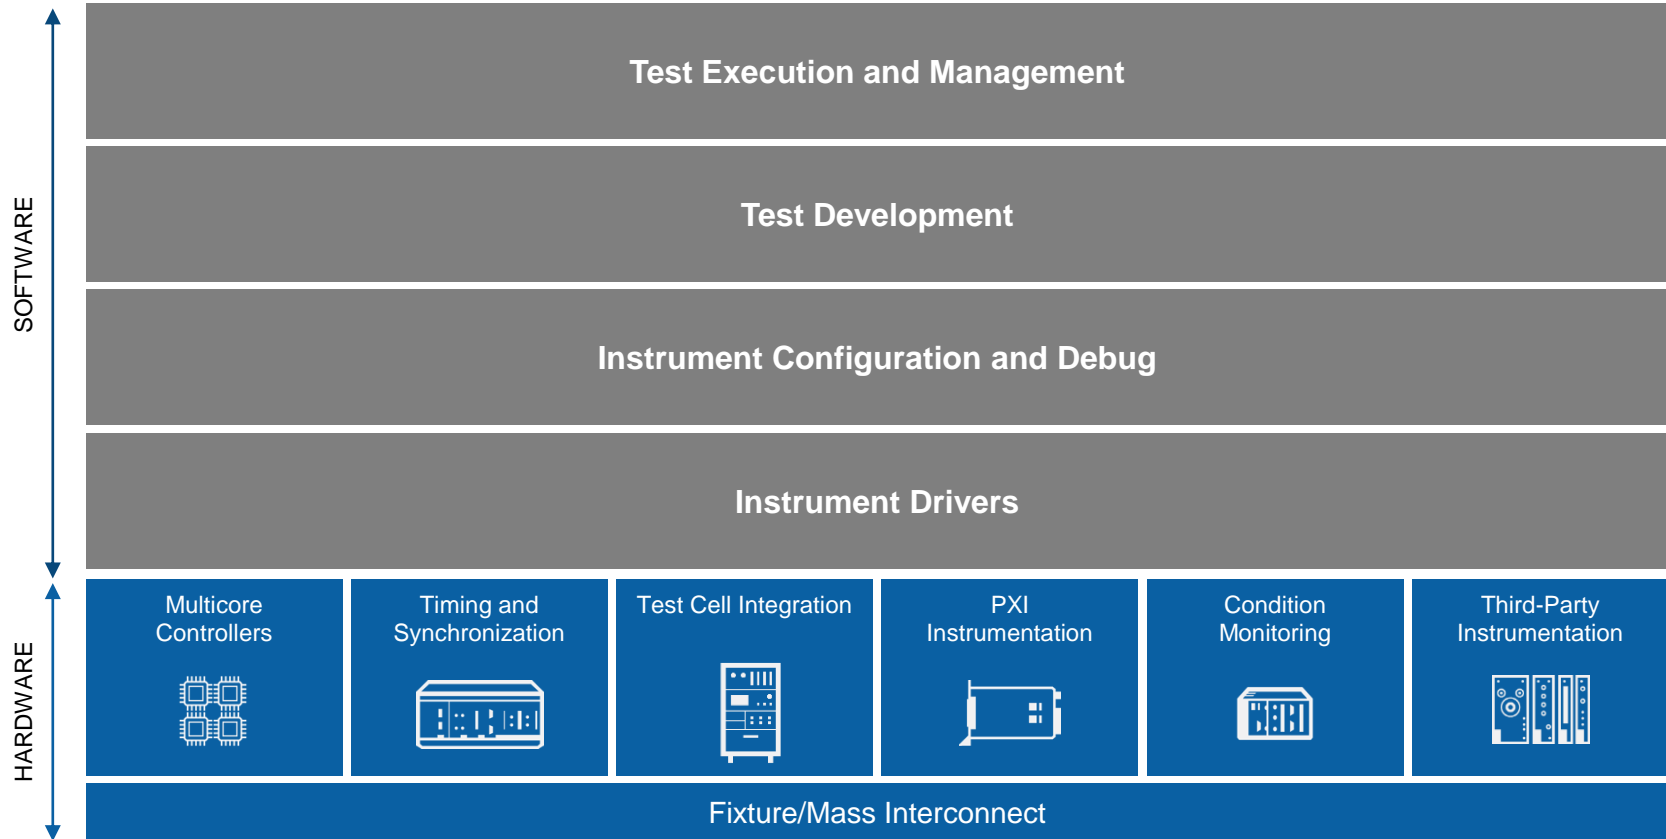 SOFTWARE
Test Execution and Management
Test Development
Instrument Configuration and Debug
Instrument Drivers
HARDWARE
Multicore
Controllers
Timing and
Synchronization
Test Cell Integration
PXI
Instrumentation
Condition
Monitoring
Third-Party
Instrumentation
Fixture/Mass Interconnect